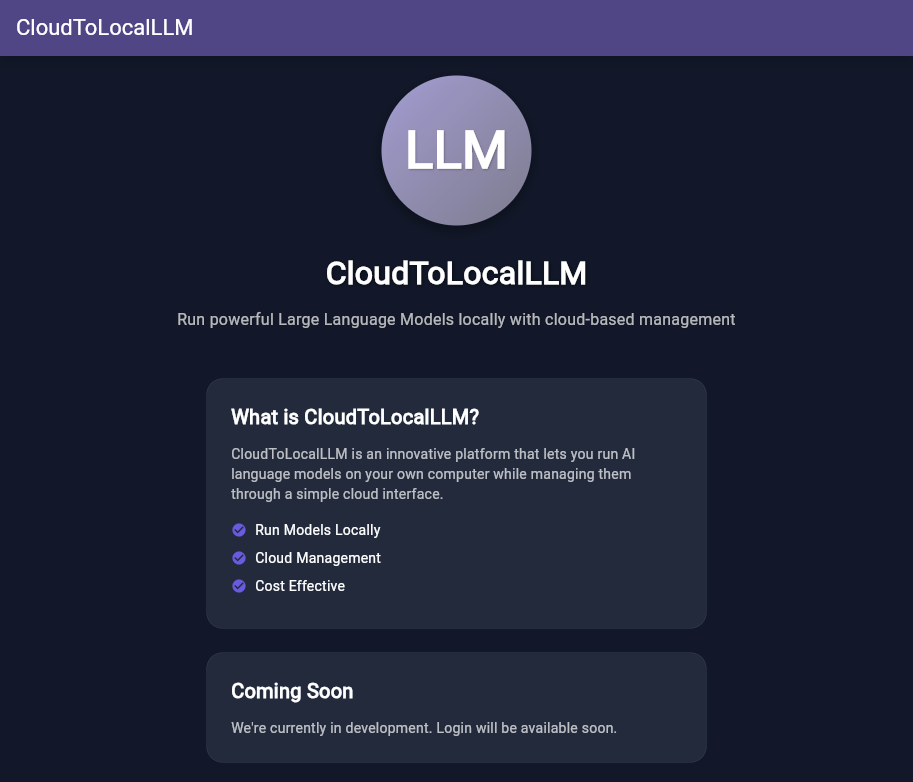 CloudToLocalLLM
LLM
CloudToLocalLLM
Run powerful Large Language Models locally with cloud-based management
What is CloudToLocalLLM?
CloudToLocalLLM is an innovative platform that lets you run AI
language models on your own computer while managing them
through a simple cloud interface.
Run Models Locally
Cloud Management
Cost Effective
Coming Soon
We're currently in development. Login will be available soon.